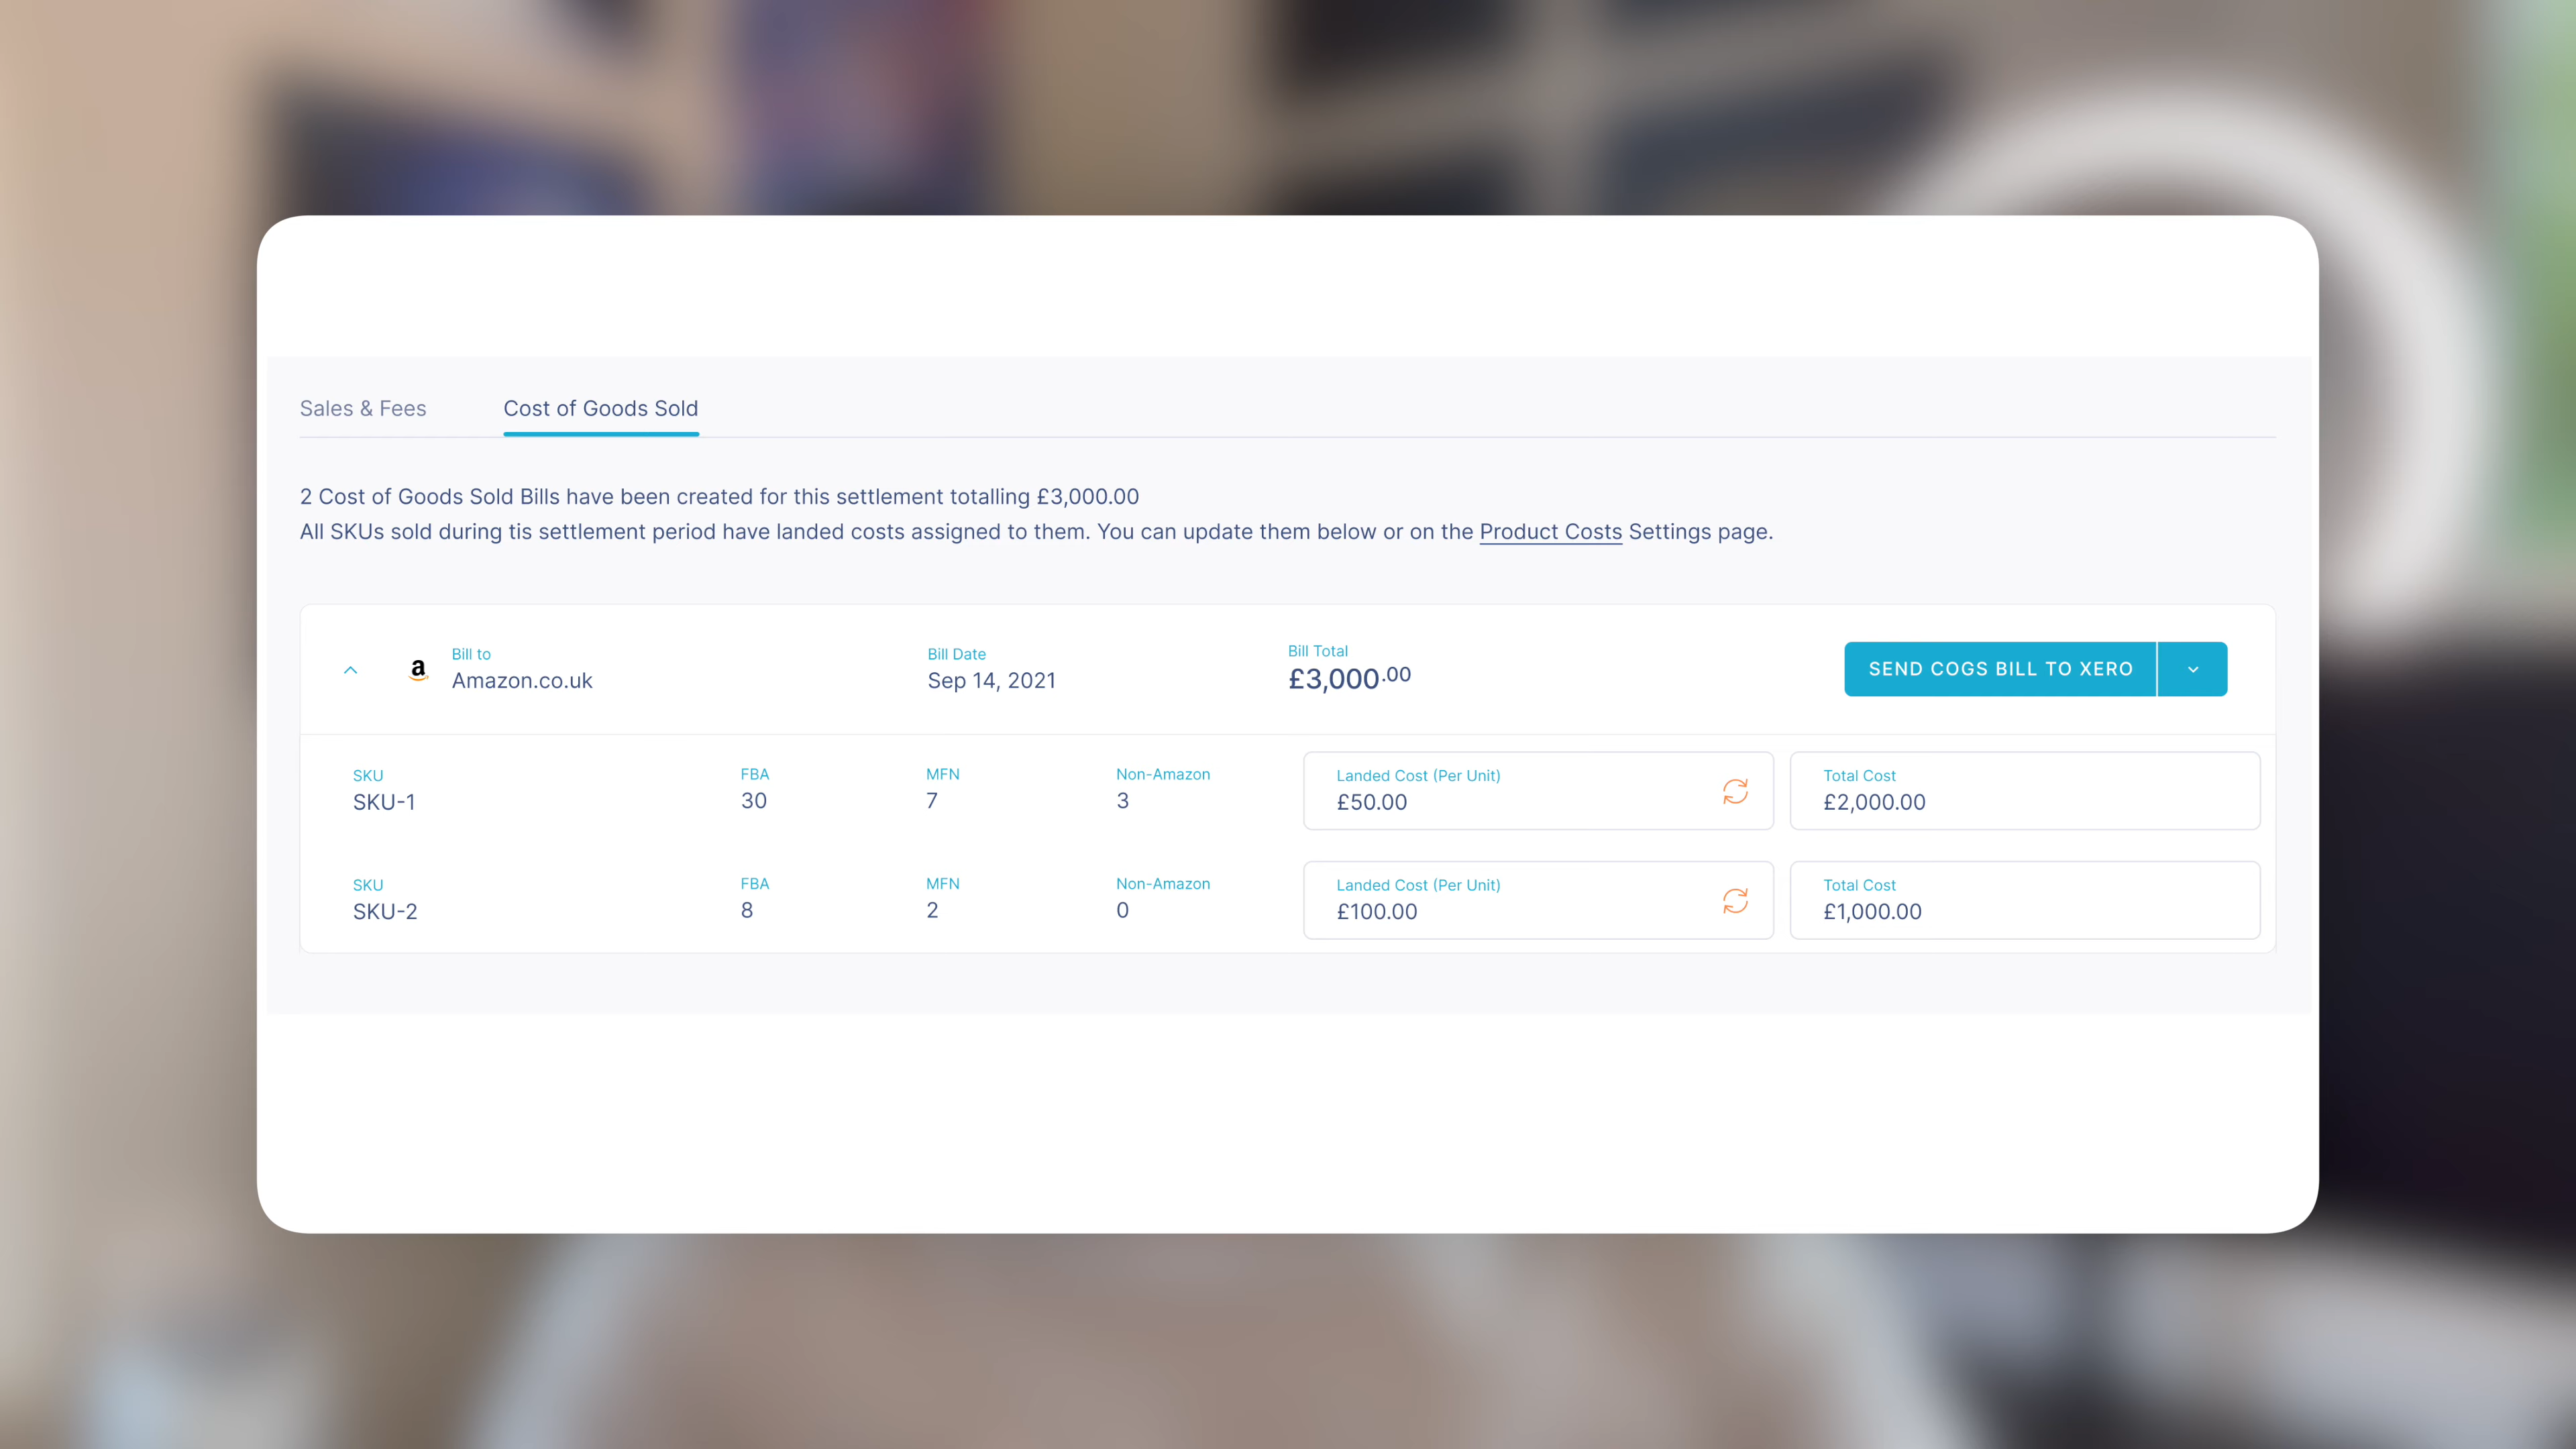 Sales & Fees Cost of Goods Sold
2 Cost of Goods Sold Bills have been created for this settlement totalling £3,000.00
All SKUs sold during tis settlement period have landed costs assigned to them. You can update them below or on the Product Costs Settings page.
a Bill to Bill Date Bill Total
Amazon.co.uk Sep 14, 2021 £3,000.00 SEND COGS BILL TO XERO
SKU FBA MFN Non-Amazon Landed Cost (Per Unit) Total Cost
SKU-1 30 7 3 £50.00 £2,000.00
SKU FBA MFN Non-Amazon Landed Cost (Per Unit) Total Cost
SKU-2 8 2 0 £100.00 £1,000.00